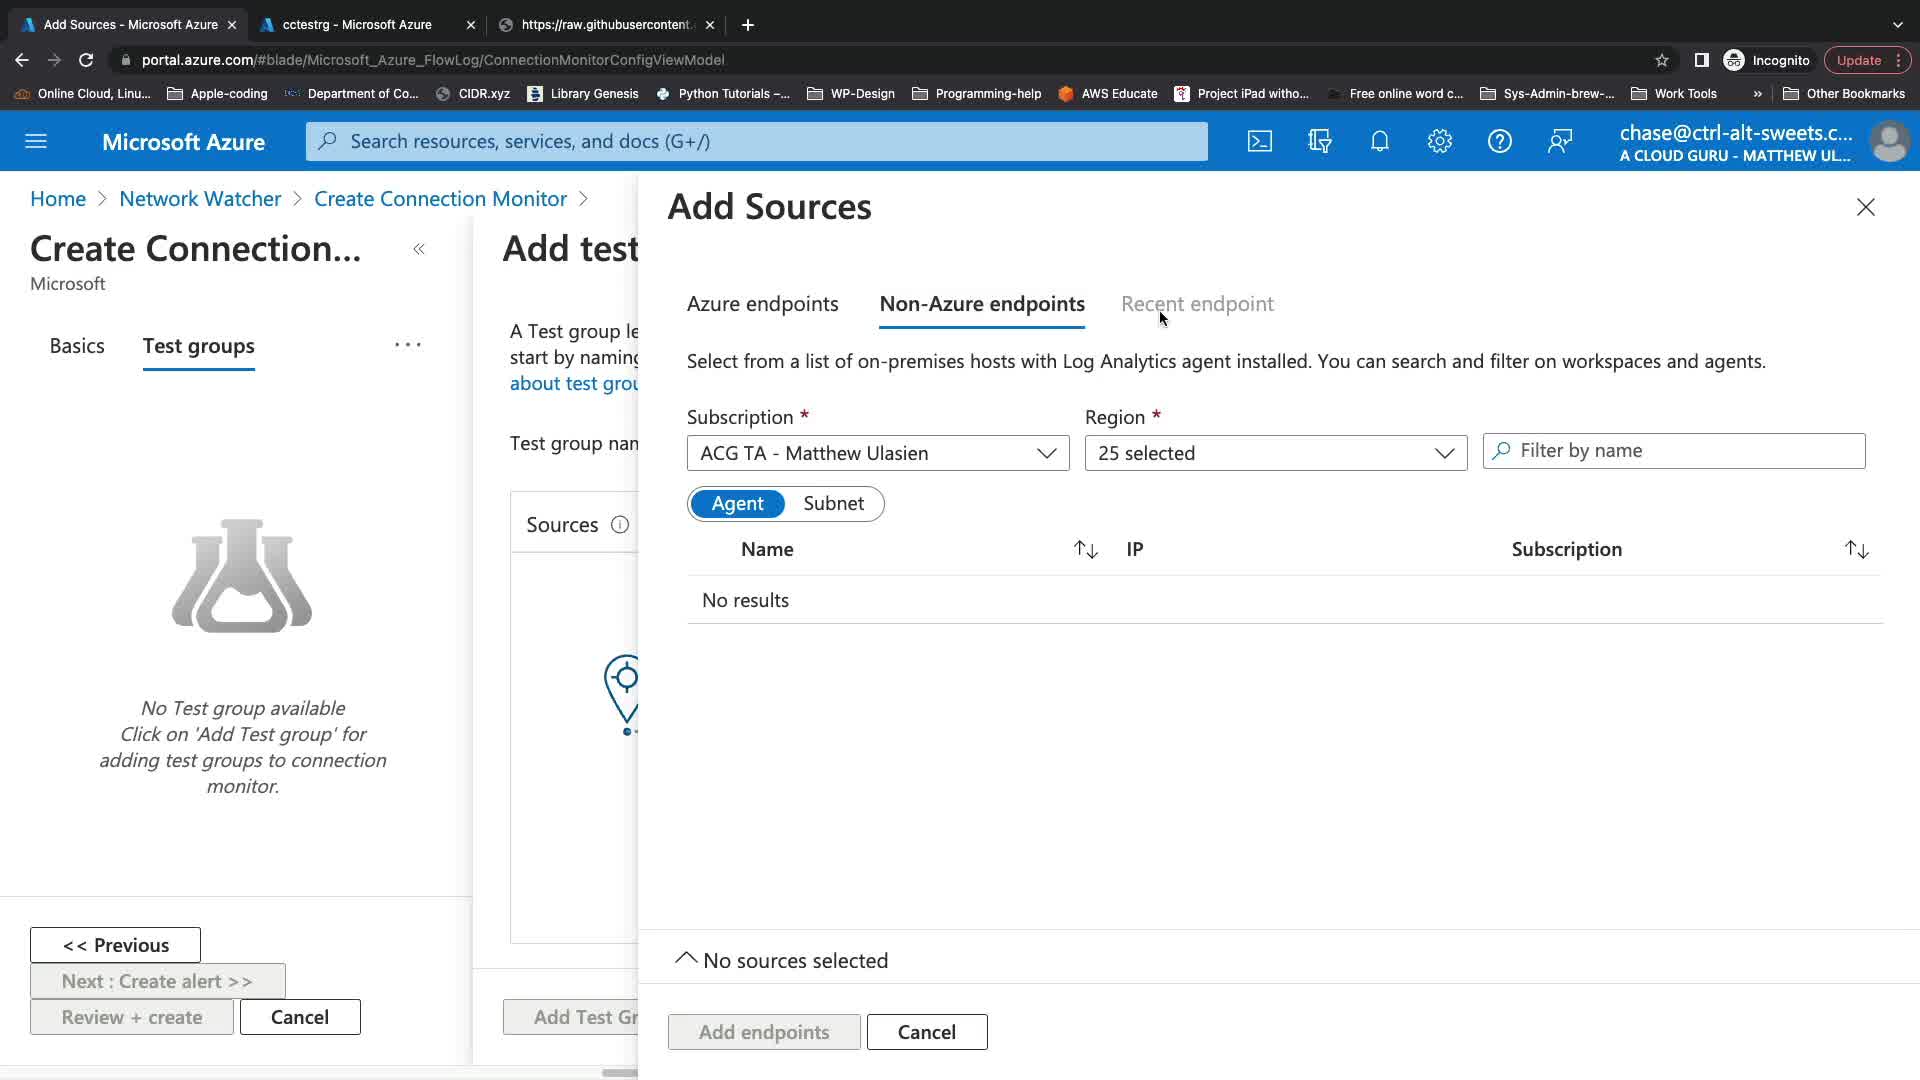 Add Sources - Microsoft Azure
cctestrg - Microsoft Azure
https://raw.githubusercontent.
portal.azure.com/#blade/Microsoft_Azure_FlowLog/ConnectionMonitorConfigViewModel
Incognito
Update
Online Cloud, Linu...
Apple-coding
Department of Co...
CIDR.xyz
Library Genesis
Python Tutorials –...
WP-Design
Programming-help
AWS Educate
Project iPad witho...
Free online word c...
Sys-Admin-brew-...
Work Tools
»
Other Bookmarks
Microsoft Azure
Search resources, services, and docs (G+/)
chase@ctrl-alt-sweets.c...
A CLOUD GURU - MATTHEW UL...
Home > Network Watcher > Create Connection Monitor >
Create Connection...
«
Microsoft
Basics
Test groups
...
No Test group available
Click on 'Add Test group' for
adding test groups to connection
monitor.
<< Previous
Next : Create alert >>
Review + create
Cancel
Add test
A Test group le
start by naming
about test grou
Test group nam
Sources
Add Test Gr
Add Sources
Azure endpoints
Non-Azure endpoints
Recent endpoint
Select from a list of on-premises hosts with Log Analytics agent installed. You can search and filter on workspaces and agents.
Subscription *
Region *
ACG TA - Matthew Ulasien
25 selected
Filter by name
Agent
Subnet
Name
IP
Subscription
No results
No sources selected
Add endpoints
Cancel